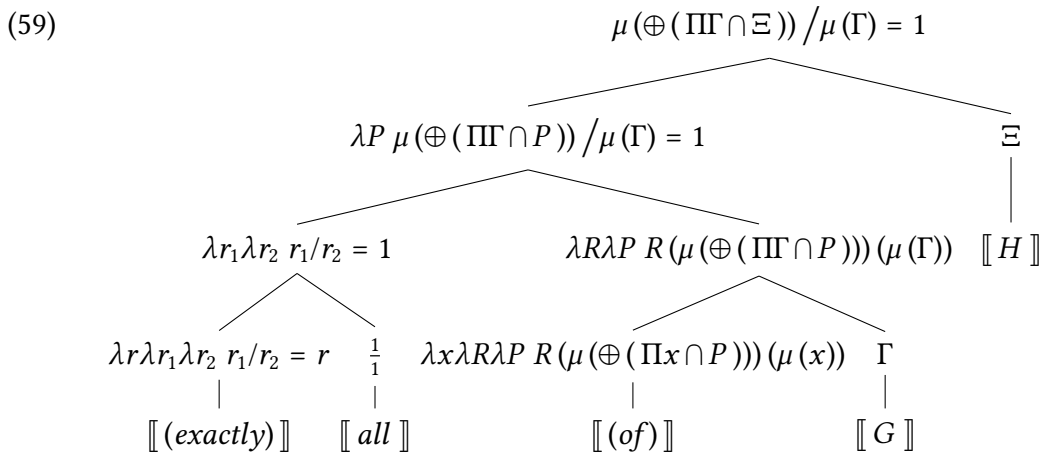 (59) μ(⊕(ΠΓ∩Ξ))/μ(Γ) = 1
λP μ(⊕(ΠΓ∩P))/μ(Γ) = 1 Ξ
λr₁λr₂ r₁/r₂ = 1 λRλP R(μ(⊕(ΠΓ∩P)))(μ(Γ)) ⟦H⟧
λrλr₁λr₂ r₁/r₂ = r 1/1 λxλRλP R(μ(⊕(Πx∩P)))(μ(x)) Γ
⟦(exactly)⟧ ⟦all⟧ ⟦(of)⟧ ⟦G⟧